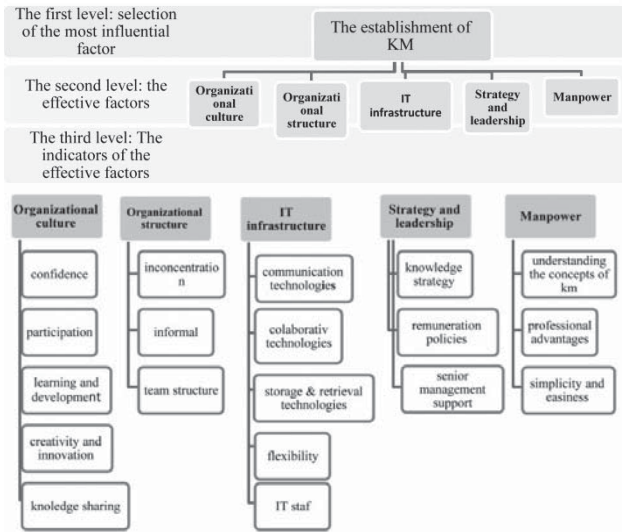 The first level: selection
of the most influential
factor
The establishment of
KM
The second level: the
effective factors
Organizati
onal
culture
Organizati
onal
structure
IT
infrastructure
Strategy
and
leadership
Manpower
The third level: The
indicators of the
effective factors
Organizational
culture
confidence
participation
learning and
development
creativity and
innovation
knoledge sharing
Organizational
structure
inconcentratio
n
informal
team structure
IT
infrastructure
communication
technologies
colaborativ
technologies
storage & retrieval
technologies
flexibility
IT staf
Strategy and
leadership
knowledge
strategy
remuneration
policies
senior
management
support
Manpower
understanding
the concepts of
km
professional
advantages
simplicity and
easiness